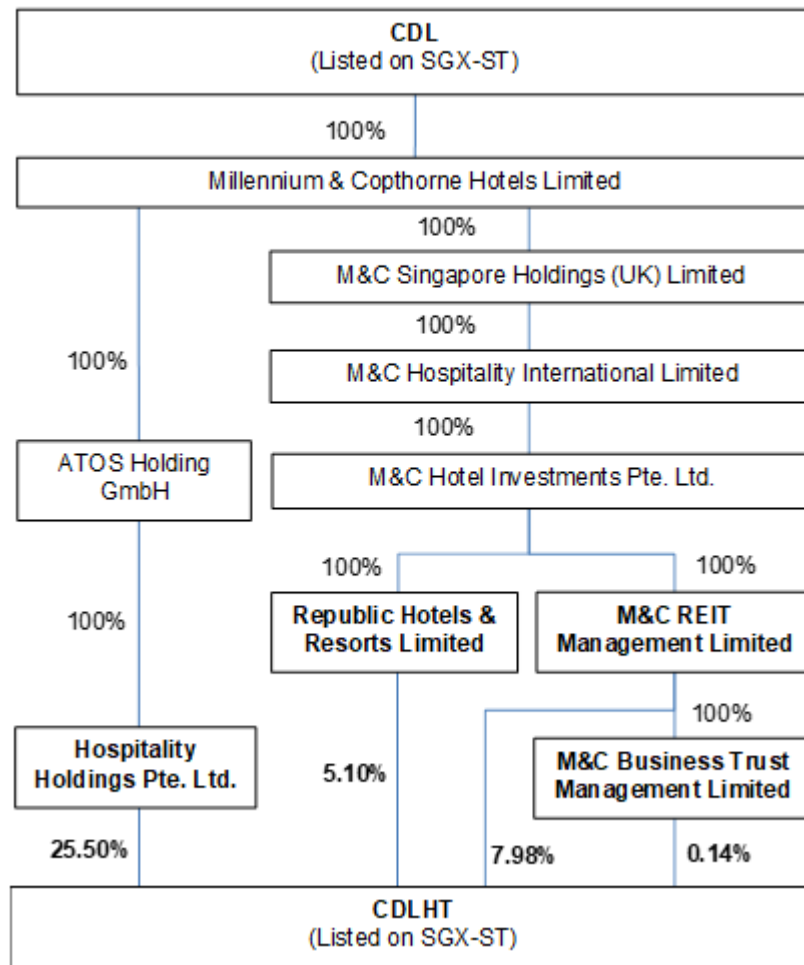 CDL
(Listed on SGX-ST)
100%
Millennium & Copthorne Hotels Limited
100%
M&C Singapore Holdings (UK) Limited
100%
100%
M&C Hospitality International Limited
100%
ATOS Holding
GmbH
M&C Hotel Investments Pte. Ltd.
100%
100%
100%
Republic Hotels &
Resorts Limited
M&C REIT
Management Limited
100%
Hospitality
Holdings Pte. Ltd.
5.10%
M&C Business Trust
Management Limited
25.50%
7.98%
0.14%
CDLHT
(Listed on SGX-ST)